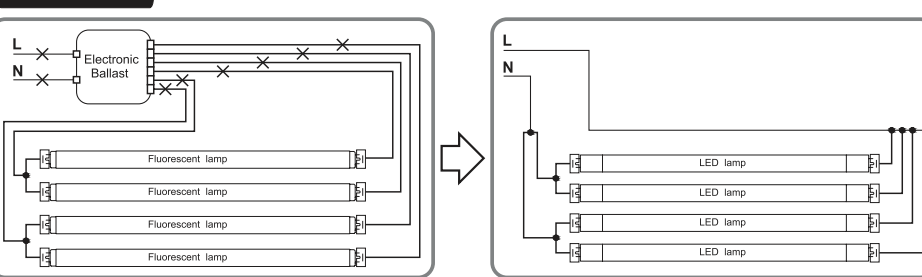 L
N
Electronic
Ballast
Fluorescent lamp
Fluorescent lamp
Fluorescent lamp
Fluorescent lamp
L
N
LED lamp
LED lamp
LED lamp
LED lamp